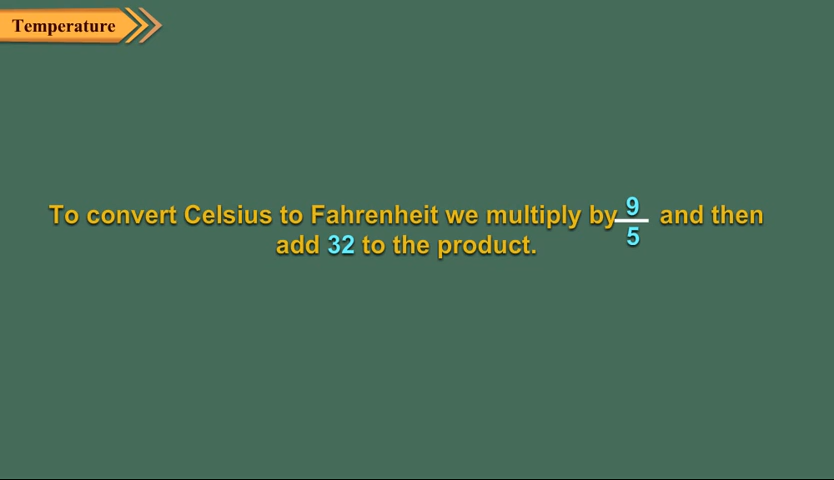 Temperature
To convert Celsius to Fahrenheit we multiply by 9/5 and then
add 32 to the product.